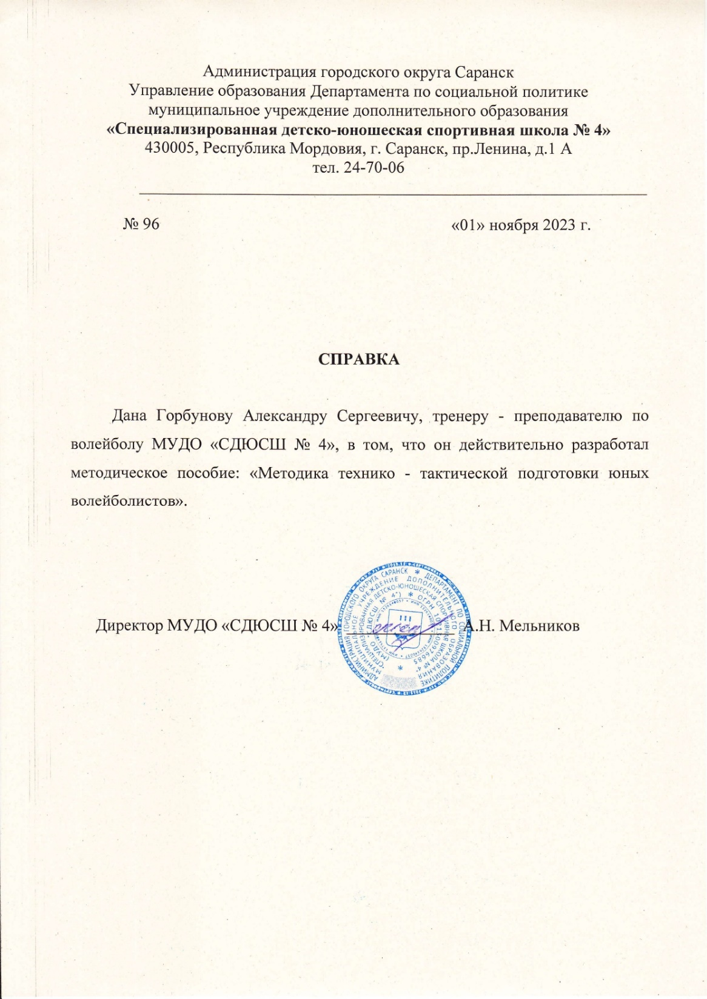 Администрация городского округа Саранск
Управление образования Департамента по социальной политике
муниципальное учреждение дополнительного образования
«Специализированная детско-юношеская спортивная школа № 4»
430005, Республика Мордовия, г. Саранск, пр.Ленина, д.1 А
тел. 24-70-06
№ 96 «01» ноября 2023 г.
СПРАВКА
Дана Горбунову Александру Сергеевичу, тренеру - преподавателю по
волейболу МУДО «СДЮСШ № 4», в том, что он действительно разработал
методическое пособие: «Методика технико - тактической подготовки юных
волейболистов».
Директор МУДО «СДЮСШ № 4» А.Н. Мельников
АДМИНИСТРАЦИЯ ГОРОДСКОГО ОКРУГА САРАНСК * ДЕПАРТАМЕНТ ПО СОЦИАЛЬНОЙ ПОЛИТИКЕ
МУНИЦИПАЛЬНОЕ УЧРЕЖДЕНИЕ ДОПОЛНИТЕЛЬНОГО ОБРАЗОВАНИЯ
"СПЕЦИАЛИЗИРОВАННАЯ ДЕТСКО-ЮНОШЕСКАЯ СПОРТИВНАЯ ШКОЛА № 4"
(МУДО "СДЮСШ № 4") * ОГРН